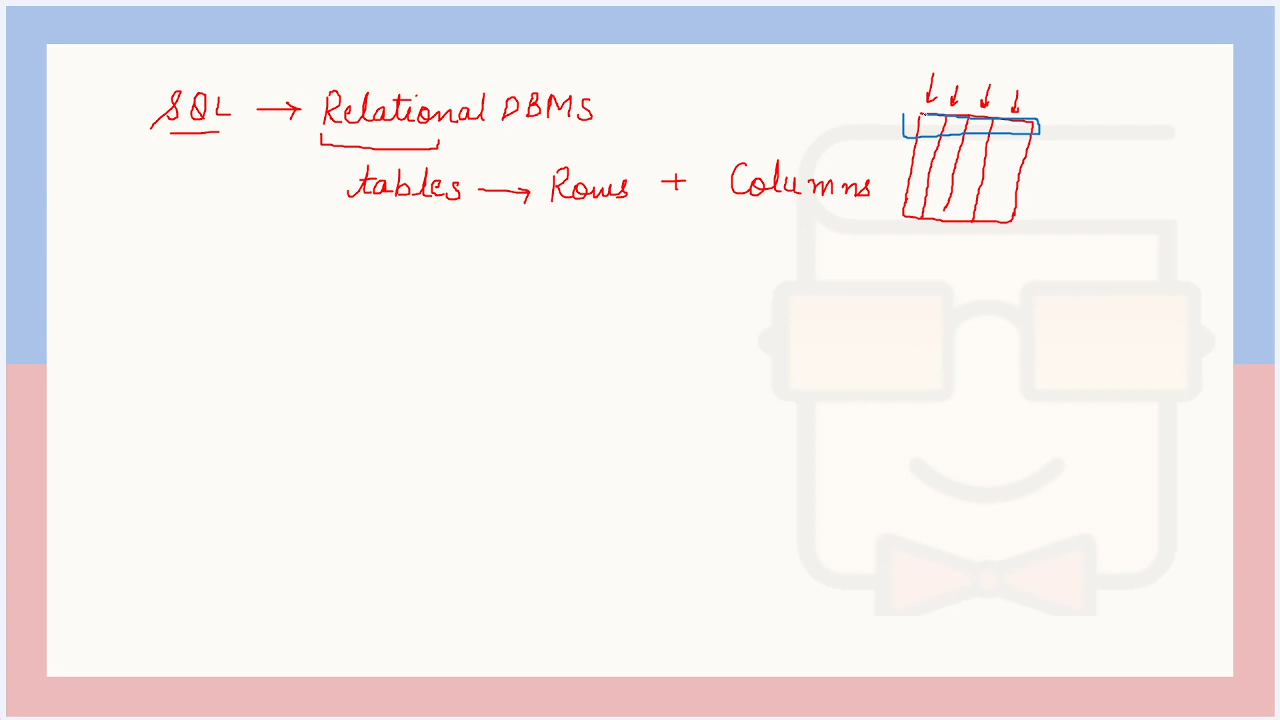 SQL → Relational DBMS
tables → Rows + Columns